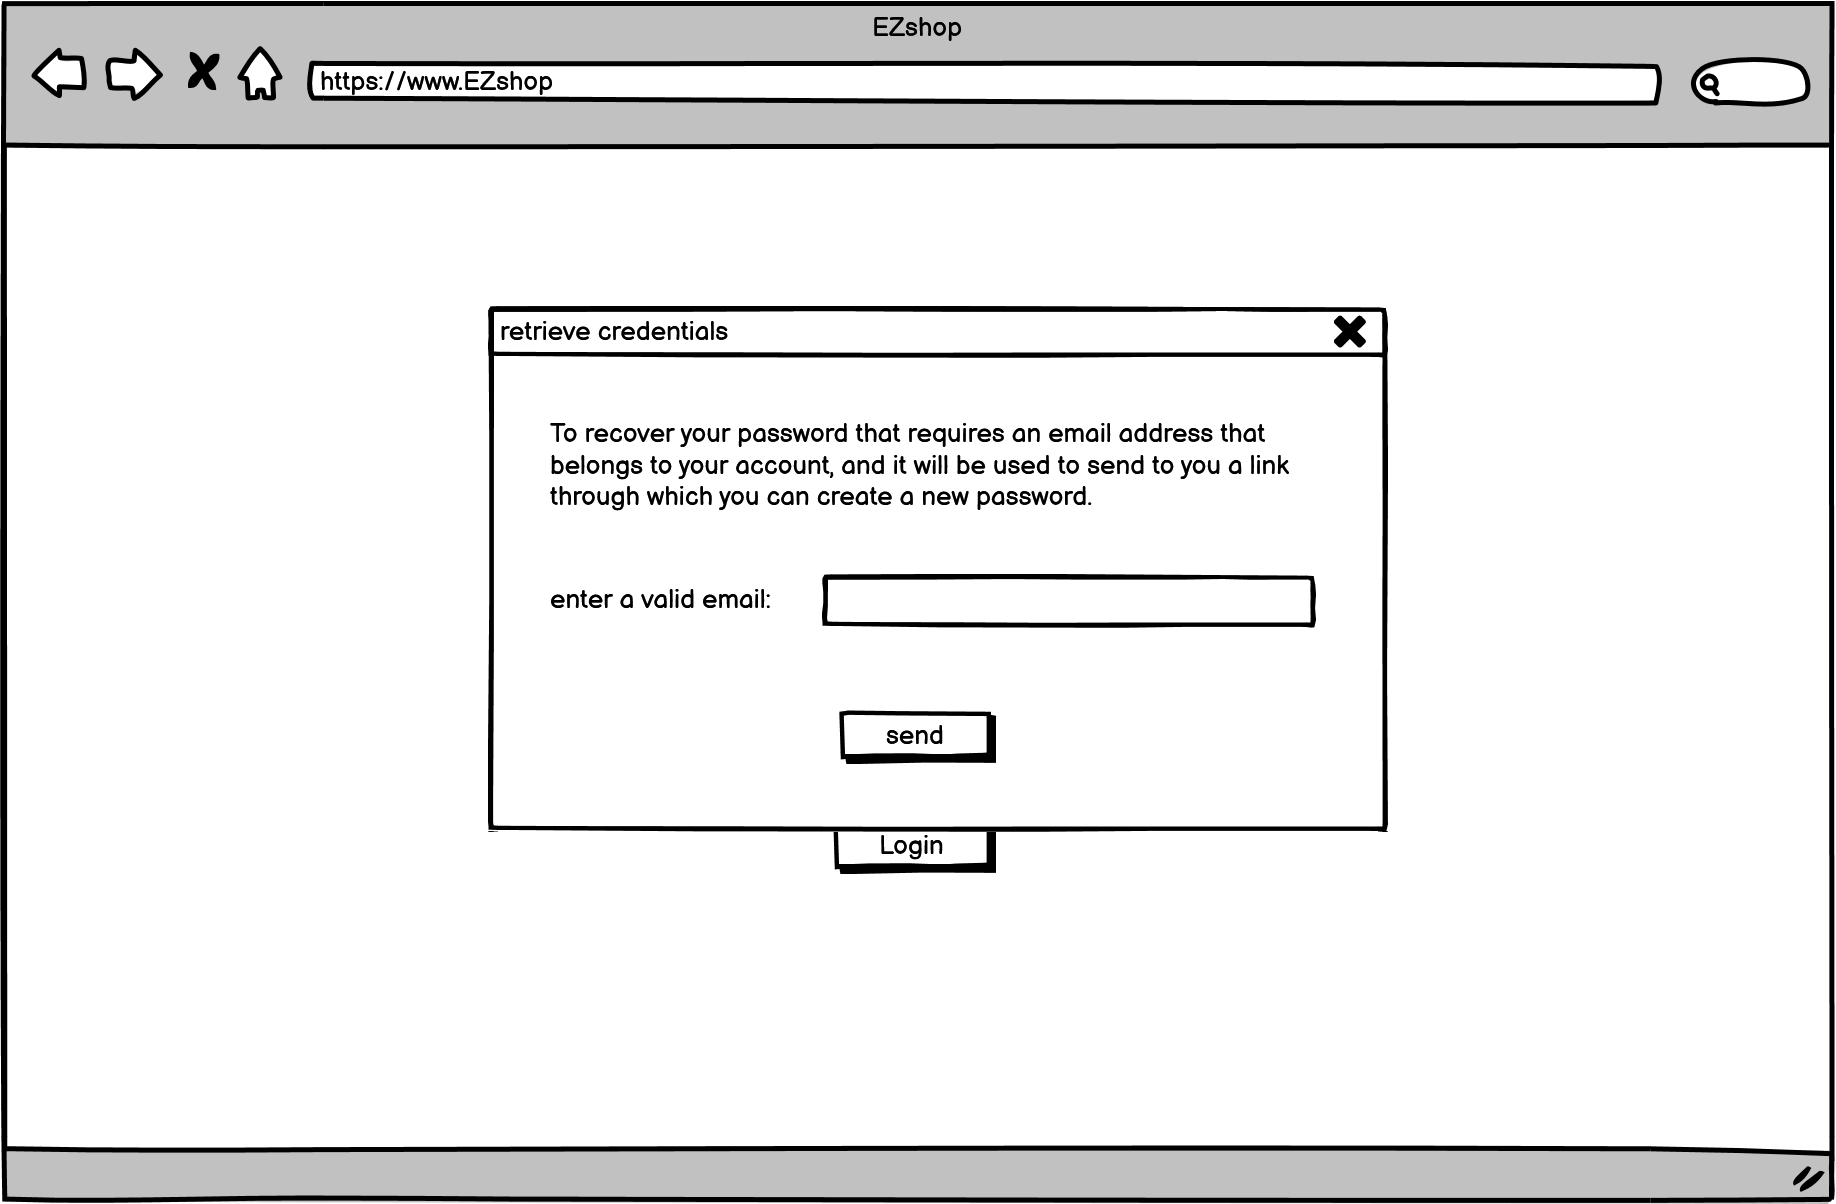 EZshop
https://www.EZshop
retrieve credentials
To recover your password that requires an email address that
belongs to your account, and it will be used to send to you a link
through which you can create a new password.
enter a valid email:
send
Login